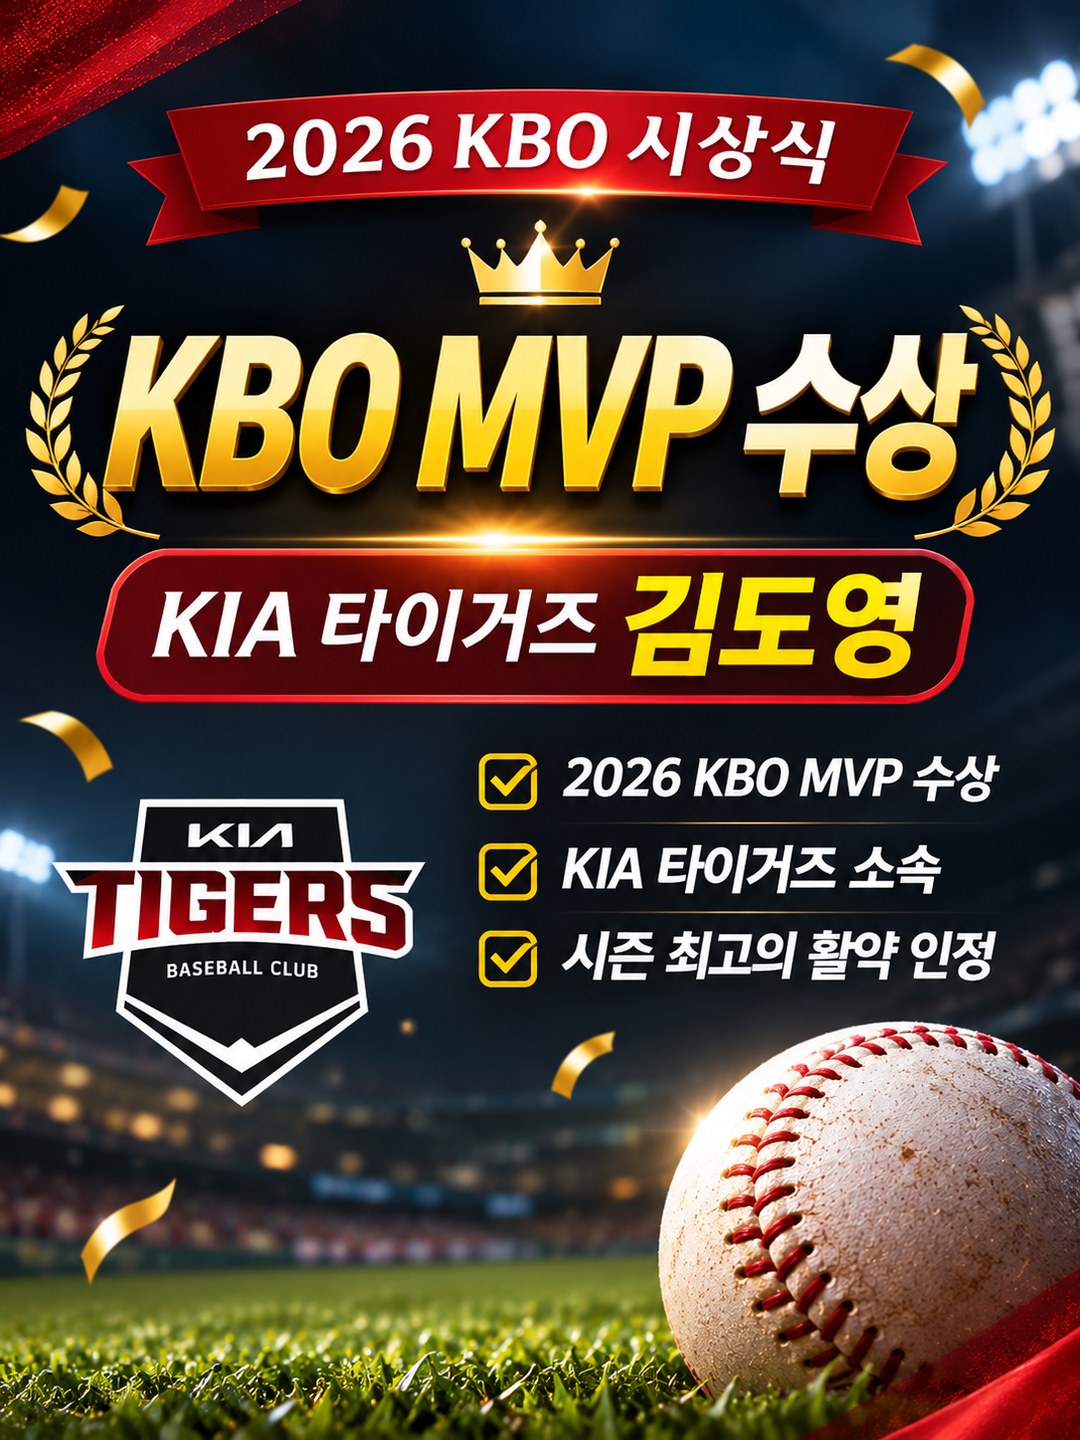 2026 KBO 시상식
KBO MVP 수상
KIA 타이거즈 김도영
2026 KBO MVP 수상
KIA 타이거즈 소속
시즌 최고의 활약 인정
KIA
TIGERS
BASEBALL CLUB